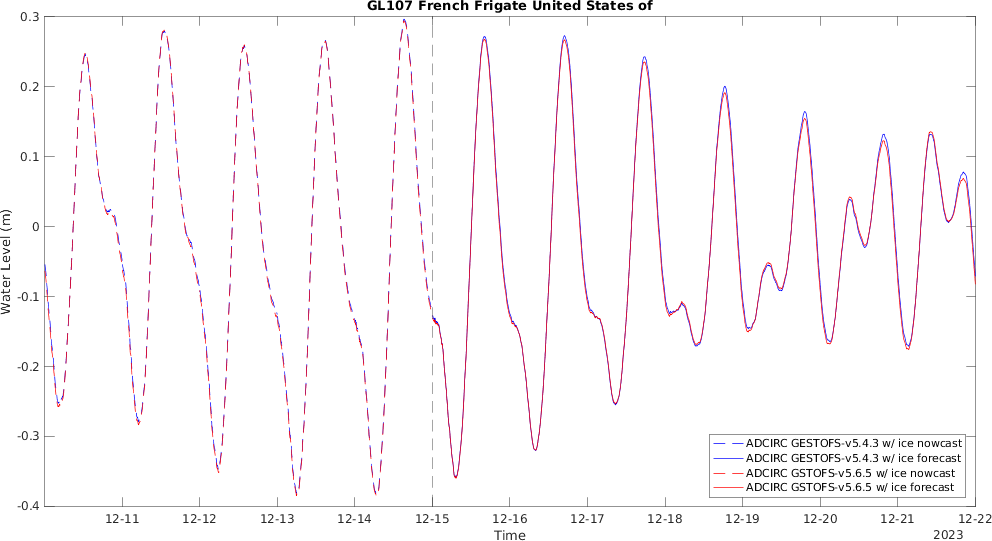 GL107 French Frigate United States of
0.3
0.2
0.1
0
-0.1
-0.2
-0.3
-0.4
Water Level (m)
ADCIRC GESTOFS-v5.4.3 w/ ice nowcast
ADCIRC GESTOFS-v5.4.3 w/ ice forecast
ADCIRC GSTOFS-v5.6.5 w/ ice nowcast
ADCIRC GSTOFS-v5.6.5 w/ ice forecast
12-11 12-12 12-13 12-14 12-15 12-16 12-17 12-18 12-19 12-20 12-21 12-22
Time
2023